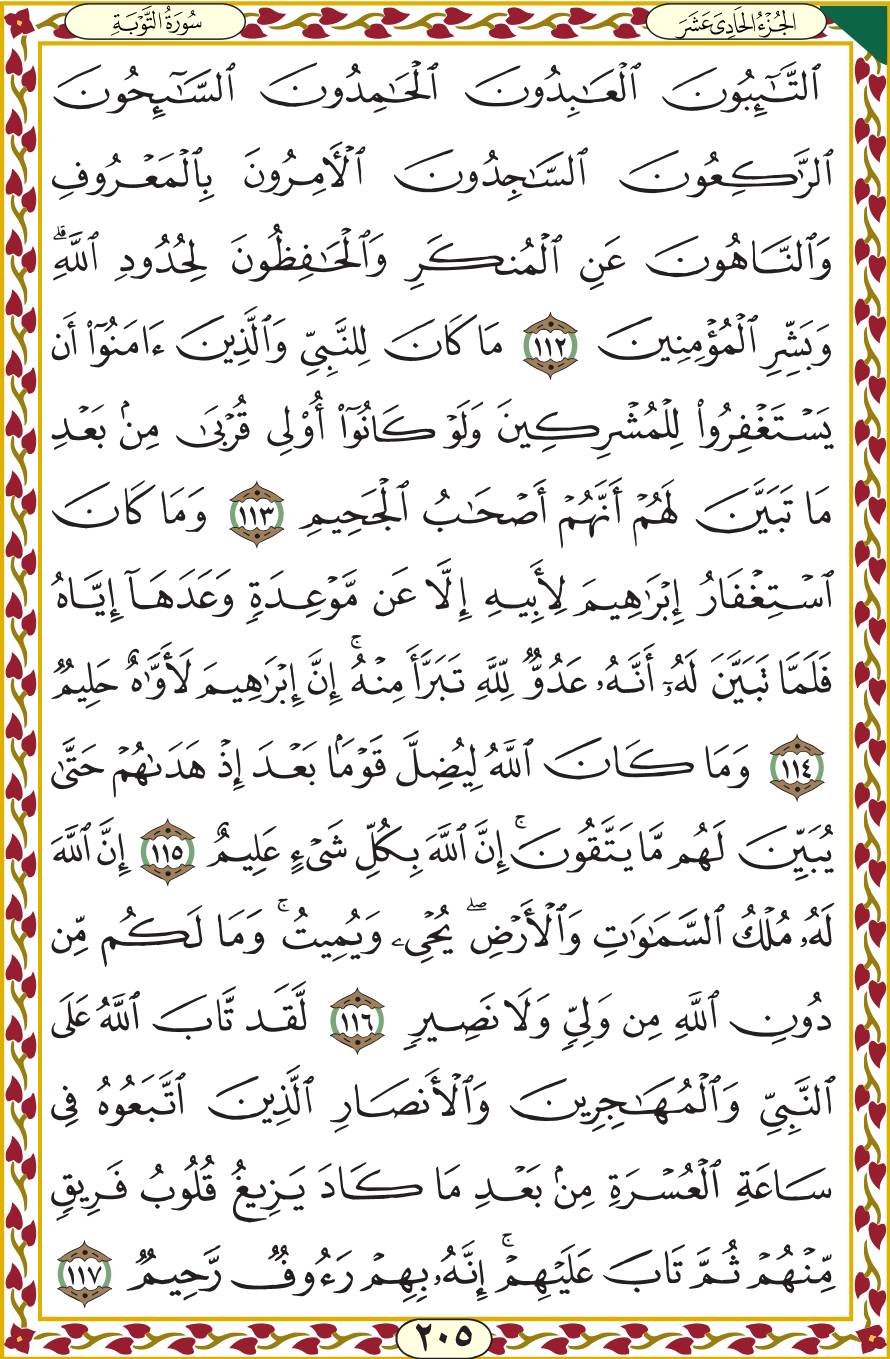 الجُزْءُ الحَادِىَ عَشَرَ
سُورَةُ التَّوْبَةِ
ٱلتَّـٰٓئِبُونَ ٱلْعَـٰبِدُونَ ٱلْحَـٰمِدُونَ ٱلسَّـٰٓئِحُونَ
ٱلرَّٰكِعُونَ ٱلسَّـٰجِدُونَ ٱلْـَٔامِرُونَ بِٱلْمَعْرُوفِ
وَٱلنَّاهُونَ عَنِ ٱلْمُنكَرِ وَٱلْحَـٰفِظُونَ لِحُدُودِ ٱللَّهِ ۗ
وَبَشِّرِ ٱلْمُؤْمِنِينَ ١١٢ مَا كَانَ لِلنَّبِىِّ وَٱلَّذِينَ ءَامَنُوٓا۟ أَن
يَسْتَغْفِرُوا۟ لِلْمُشْرِكِينَ وَلَوْ كَانُوٓا۟ أُو۟لِى قُرْبَىٰ مِنۢ بَعْدِ
مَا تَبَيَّنَ لَهُمْ أَنَّهُمْ أَصْحَـٰبُ ٱلْجَحِيمِ ١١٣ وَمَا كَانَ
ٱسْتِغْفَارُ إِبْرَٰهِيمَ لِأَبِيهِ إِلَّا عَن مَّوْعِدَةٍ وَعَدَهَآ إِيَّاهُ
فَلَمَّا تَبَيَّنَ لَهُۥٓ أَنَّهُۥ عَدُوٌّ لِّلَّهِ تَبَرَّأَ مِنْهُ ۚ إِنَّ إِبْرَٰهِيمَ لَأَوَّٰهٌ حَلِيمٌ
١١٤ وَمَا كَانَ ٱللَّهُ لِيُضِلَّ قَوْمَۢا بَعْدَ إِذْ هَدَىٰهُمْ حَتَّىٰ
يُبَيِّنَ لَهُم مَّا يَتَّقُونَ ۚ إِنَّ ٱللَّهَ بِكُلِّ شَىْءٍ عَلِيمٌ ١١٥ إِنَّ ٱللَّهَ
لَهُۥ مُلْكُ ٱلسَّمَـٰوَٰتِ وَٱلْأَرْضِ ۖ يُحْىِۦ وَيُمِيتُ ۚ وَمَا لَكُم مِّن
دُونِ ٱللَّهِ مِن وَلِىٍّ وَلَا نَصِيرٍ ١١٦ لَّقَد تَّابَ ٱللَّهُ عَلَى
ٱلنَّبِىِّ وَٱلْمُهَـٰجِرِينَ وَٱلْأَنصَارِ ٱلَّذِينَ ٱتَّبَعُوهُ فِى
سَاعَةِ ٱلْعُسْرَةِ مِنۢ بَعْدِ مَا كَادَ يَزِيغُ قُلُوبُ فَرِيقٍ
مِّنْهُمْ ثُمَّ تَابَ عَلَيْهِمْ ۚ إِنَّهُۥ بِهِمْ رَءُوفٌ رَّحِيمٌ ١١٧
٢٠٥